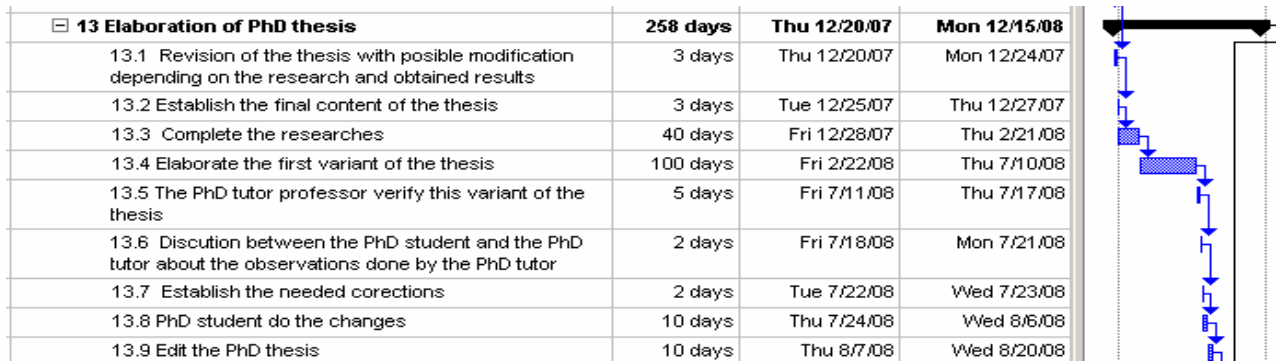 13 Elaboration of PhD thesis 258 days Thu 12/20/07 Mon 12/15/08
13.1 Revision of the thesis with posible modification 3 days Thu 12/20/07 Mon 12/24/07
depending on the research and obtained results
13.2 Establish the final content of the thesis 3 days Tue 12/25/07 Thu 12/27/07
13.3 Complete the researches 40 days Fri 12/28/07 Thu 2/21/08
13.4 Elaborate the first variant of the thesis 100 days Fri 2/22/08 Thu 7/10/08
13.5 The PhD tutor professor verify this variant of the 5 days Fri 7/11/08 Thu 7/17/08
thesis
13.6 Discution between the PhD student and the PhD 2 days Fri 7/18/08 Mon 7/21/08
tutor about the observations done by the PhD tutor
13.7 Establish the needed corections 2 days Tue 7/22/08 Wed 7/23/08
13.8 PhD student do the changes 10 days Thu 7/24/08 Wed 8/6/08
13.9 Edit the PhD thesis 10 days Thu 8/7/08 Wed 8/20/08